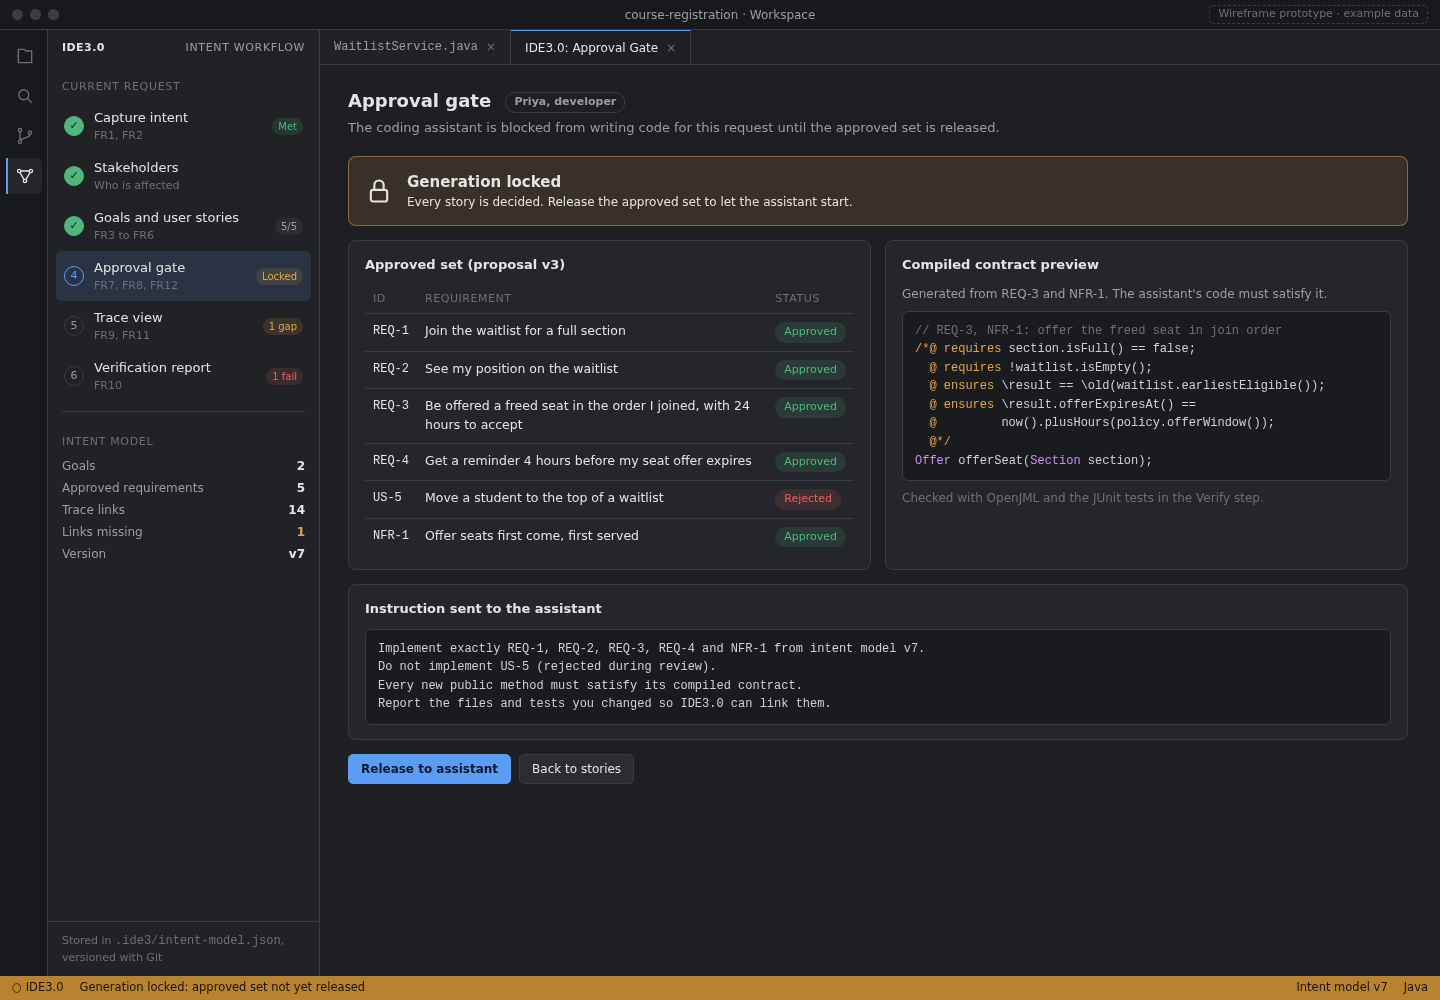 course-registration · Workspace
Wireframe prototype · example data
IDE3.0
INTENT WORKFLOW
CURRENT REQUEST
✓ Capture intent
FR1, FR2
Met
✓ Stakeholders
Who is affected
✓ Goals and user stories
FR3 to FR6
5/5
4 Approval gate
FR7, FR8, FR12
Locked
5 Trace view
FR9, FR11
1 gap
6 Verification report
FR10
1 fail
INTENT MODEL
Goals 2
Approved requirements 5
Trace links 14
Links missing 1
Version v7
Stored in .ide3/intent-model.json,
versioned with Git
WaitlistService.java ×
IDE3.0: Approval Gate ×
Approval gate
Priya, developer
The coding assistant is blocked from writing code for this request until the approved set is released.
Generation locked
Every story is decided. Release the approved set to let the assistant start.
Approved set (proposal v3)
ID REQUIREMENT STATUS
REQ-1 Join the waitlist for a full section Approved
REQ-2 See my position on the waitlist Approved
REQ-3 Be offered a freed seat in the order I joined, with 24 Approved
hours to accept
REQ-4 Get a reminder 4 hours before my seat offer expires Approved
US-5 Move a student to the top of a waitlist Rejected
NFR-1 Offer seats first come, first served Approved
Compiled contract preview
Generated from REQ-3 and NFR-1. The assistant's code must satisfy it.
// REQ-3, NFR-1: offer the freed seat in join order
/*@ requires section.isFull() == false;
  @ requires !waitlist.isEmpty();
  @ ensures \result == \old(waitlist.earliestEligible());
  @ ensures \result.offerExpiresAt() ==
  @         now().plusHours(policy.offerWindow());
  @*/
Offer offerSeat(Section section);
Checked with OpenJML and the JUnit tests in the Verify step.
Instruction sent to the assistant
Implement exactly REQ-1, REQ-2, REQ-3, REQ-4 and NFR-1 from intent model v7.
Do not implement US-5 (rejected during review).
Every new public method must satisfy its compiled contract.
Report the files and tests you changed so IDE3.0 can link them.
Release to assistant
Back to stories
IDE3.0 Generation locked: approved set not yet released
Intent model v7 Java